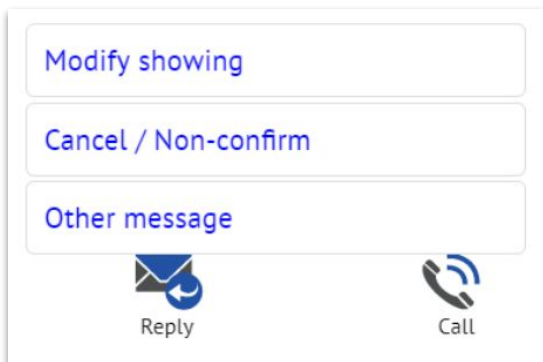 Modify showing
Cancel / Non-confirm
Other message
Reply
Call